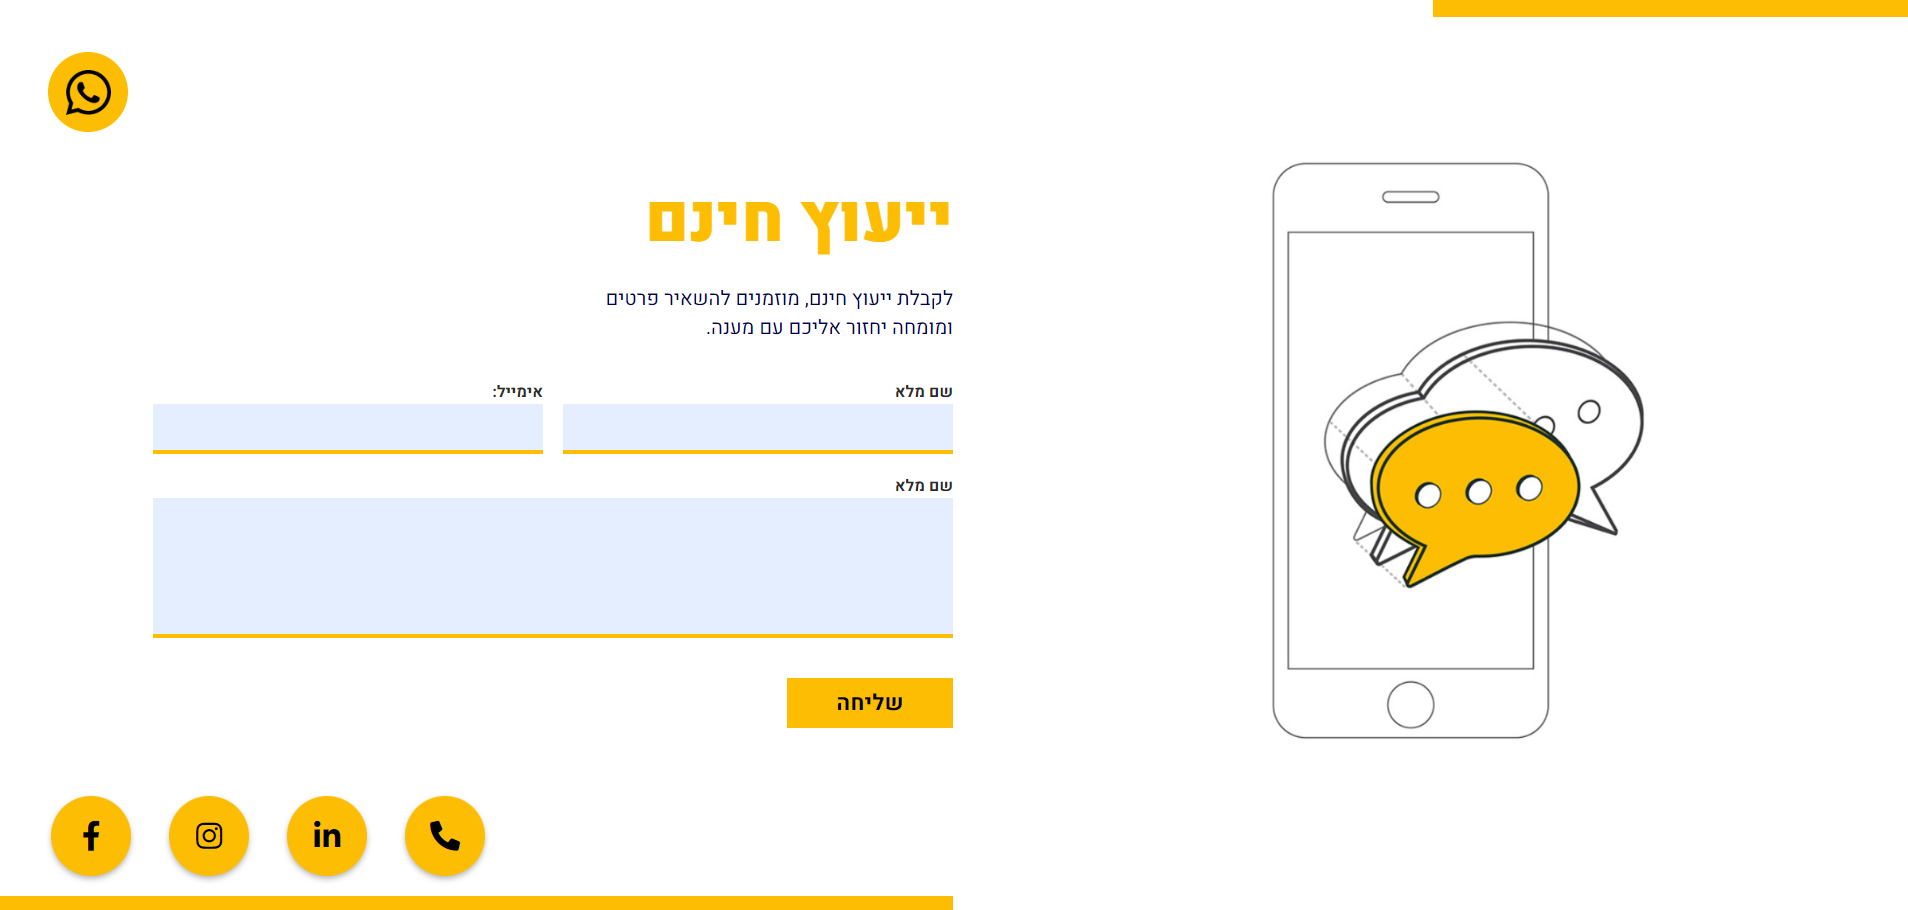 ייעוץ חינם
לקבלת ייעוץ חינם, מוזמנים להשאיר פרטים
ומומחה יחזור אליכם עם מענה.
שם מלא
אימייל:
שם מלא
שליחה